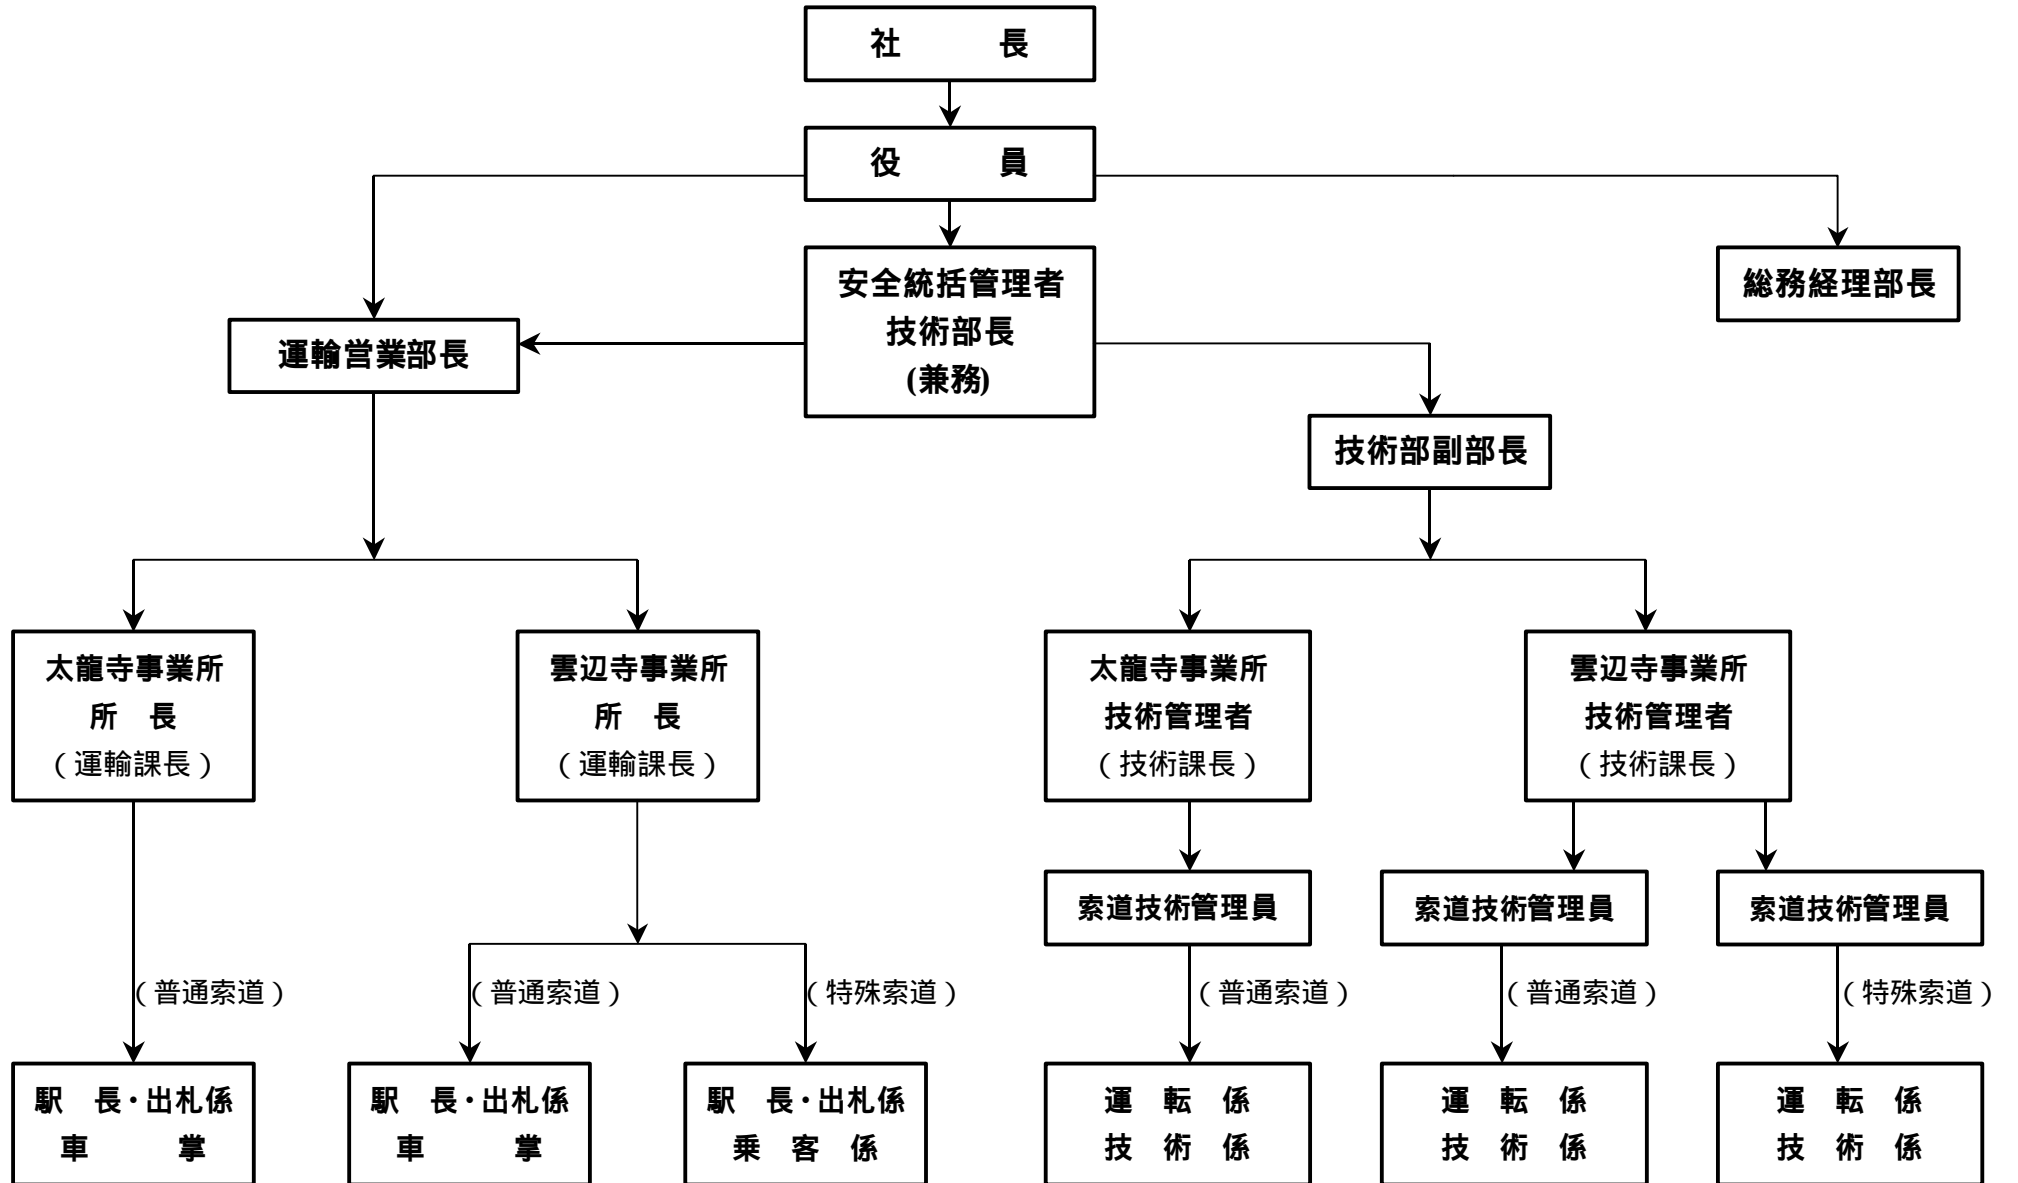 社　　　長
役　　　員
安全統括管理者
技術部長
(兼務)
総務経理部長
運輸営業部長
技術部副部長
太龍寺事業所
所　長
（運輸課長）
雲辺寺事業所
所　長
（運輸課長）
太龍寺事業所
技術管理者
（技術課長）
雲辺寺事業所
技術管理者
（技術課長）
索道技術管理員
索道技術管理員
索道技術管理員
（普通索道）
（普通索道）
（特殊索道）
（普通索道）
（普通索道）
（特殊索道）
駅　長・出札係
車　　　掌
駅　長・出札係
車　　　掌
駅　長・出札係
乗　客　係
運　転　係
技　術　係
運　転　係
技　術　係
運　転　係
技　術　係